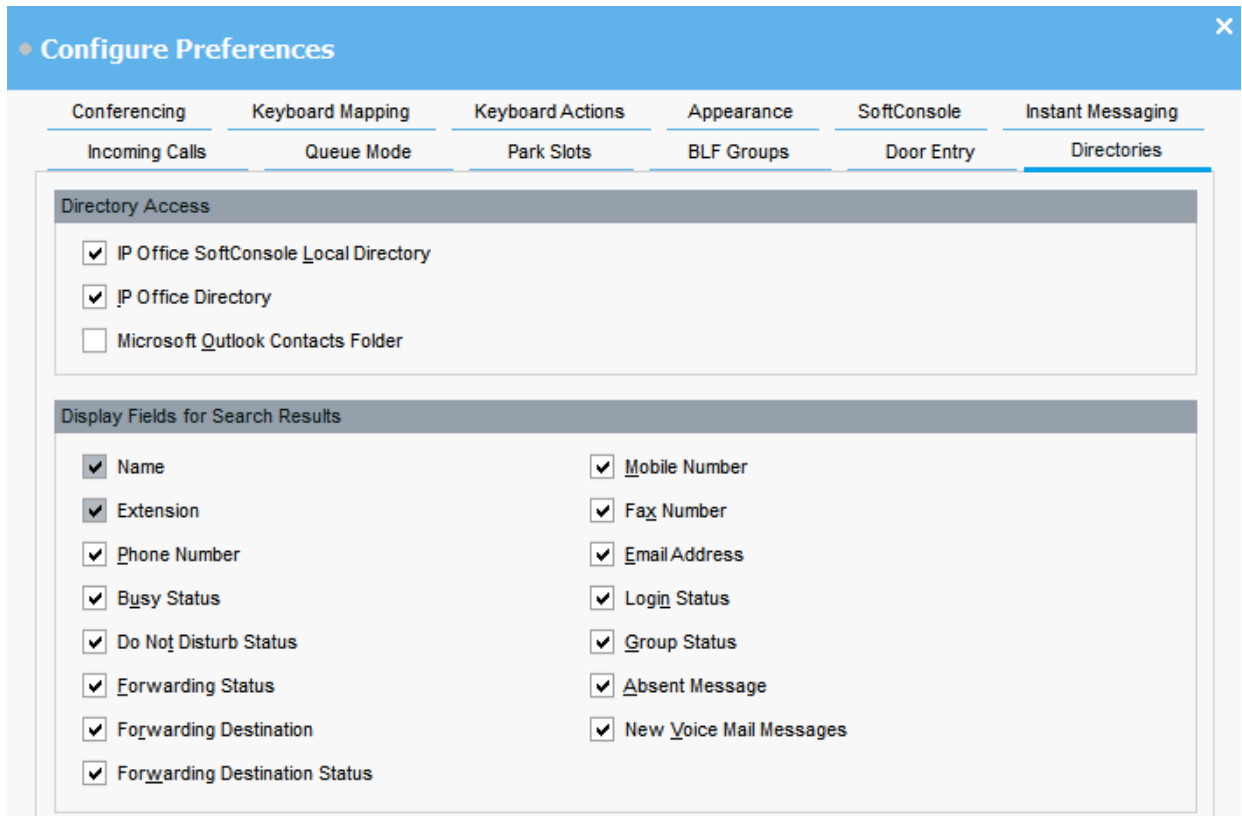 Configure Preferences
Conferencing Keyboard Mapping Keyboard Actions Appearance SoftConsole Instant Messaging
Incoming Calls Queue Mode Park Slots BLF Groups Door Entry Directories
Directory Access
IP Office SoftConsole Local Directory
IP Office Directory
Microsoft Outlook Contacts Folder
Display Fields for Search Results
Name Mobile Number
Extension Fax Number
Phone Number Email Address
Busy Status Login Status
Do Not Disturb Status Group Status
Forwarding Status Absent Message
Forwarding Destination New Voice Mail Messages
Forwarding Destination Status